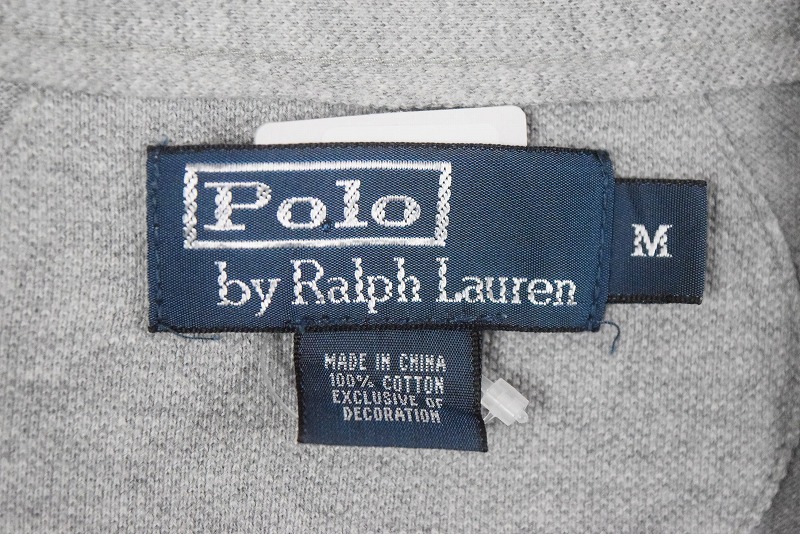 Polo
by Ralph Lauren
M
MADE IN CHINA
100% COTTON
EXCLUSIVE OF
DECORATION